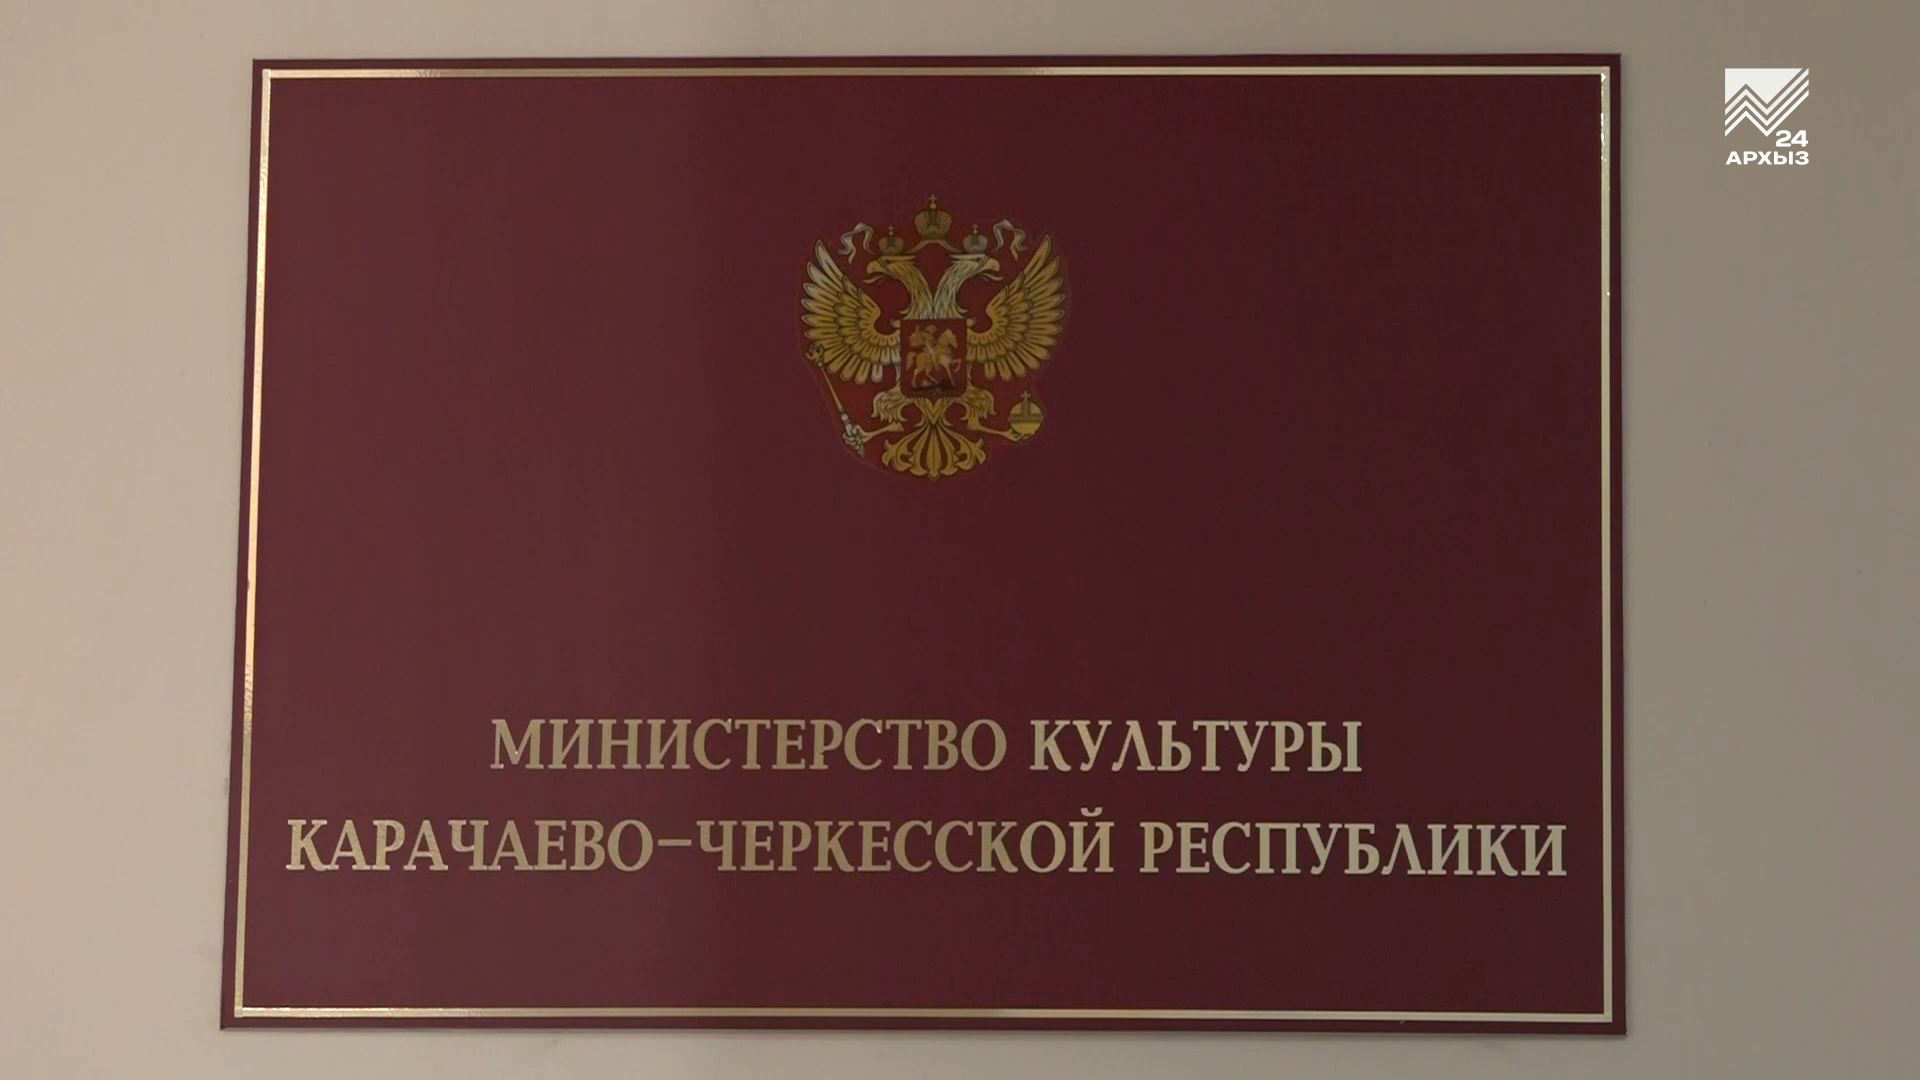 24
АРХЫЗ
МИНИСТЕРСТВО КУЛЬТУРЫ
КАРАЧАЕВО-ЧЕРКЕССКОЙ РЕСПУБЛИКИ